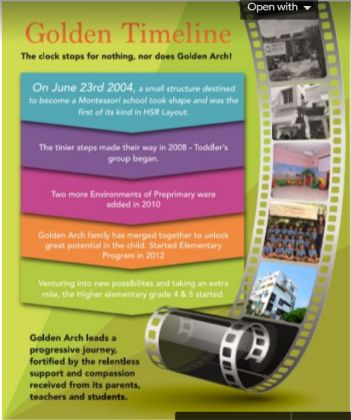 Open with
Golden Timeline
The clock stops for nothing, nor does Golden Arch!
On June 23rd 2004, a small structure destined
to become a Montessori school took shape and was the
first of its kind in HSR Layout.
The tinier steps made their way in 2008 - Toddler's
group began.
Two more Environments of Preprimary were
added in 2010
Golden Arch family has merged together to unlock
great potential in the child. Started Elementary
Program in 2012
Venturing into new possibilites and taking an extra
mile, the Higher elementary grade 4 & 5 started.
Golden Arch leads a
progressive journey,
fortified by the relentless
support and compassion
received from its parents,
teachers and students.